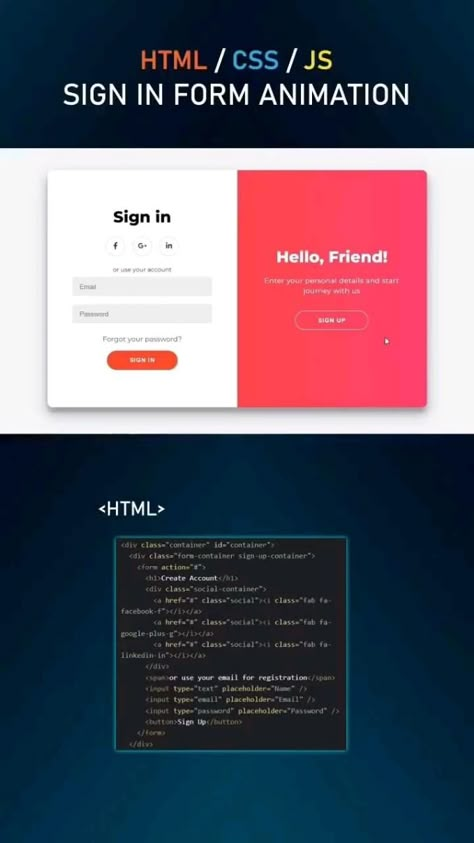 HTML / CSS / JS
SIGN IN FORM ANIMATION
Sign in
f
G+
in
or use your account
Email
Password
Forgot your password?
SIGN IN
Hello, Friend!
Enter your personal details and start
journey with us
SIGN UP
<HTML>
<div class="container" id="container">
<div class="form-container sign-up-container">
<form action="#">
<h1>Create Account</h1>
<div class="social-container">
<a href="#" class="social"><i class="fab fa-
facebook-f"></i></a>
<a href="#" class="social"><i class="fab fa-
google-plus-g"></i></a>
<a href="#" class="social"><i class="fab fa-
linkedin-in"></i></a>
</div>
<span>or use your email for registration</span>
<input type="text" placeholder="Name" />
<input type="email" placeholder="Email" />
<input type="password" placeholder="Password" />
<button>Sign Up</button>
</form>
</div>